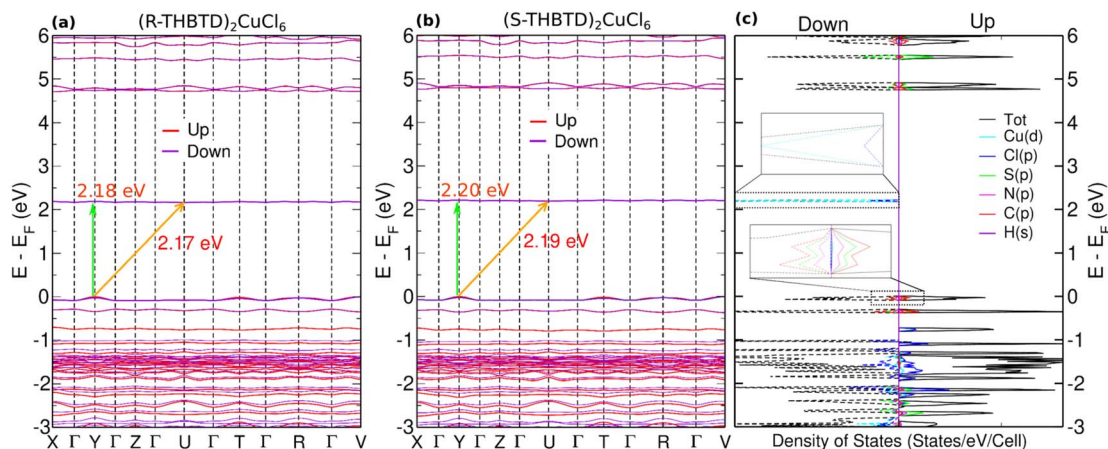 (a) (R-THBTD)₂CuCl₆
6
5
4
3
2
1
0
-1
-2
-3
E - E_F (eV)
Up
Down
2.18 eV
2.17 eV
X Γ Y Γ Z Γ U Γ T Γ R Γ V
(b) (S-THBTD)₂CuCl₆
6
5
4
3
2
1
0
-1
-2
-3
E - E_F (eV)
Up
Down
2.20 eV
2.19 eV
X Γ Y Γ Z Γ U Γ T Γ R Γ V
(c) Down Up
Tot
Cu(d)
Cl(p)
S(p)
N(p)
C(p)
H(s)
6
5
4
3
2
1
0
-1
-2
-3
E - E_F (eV)
Density of States (States/eV/Cell)